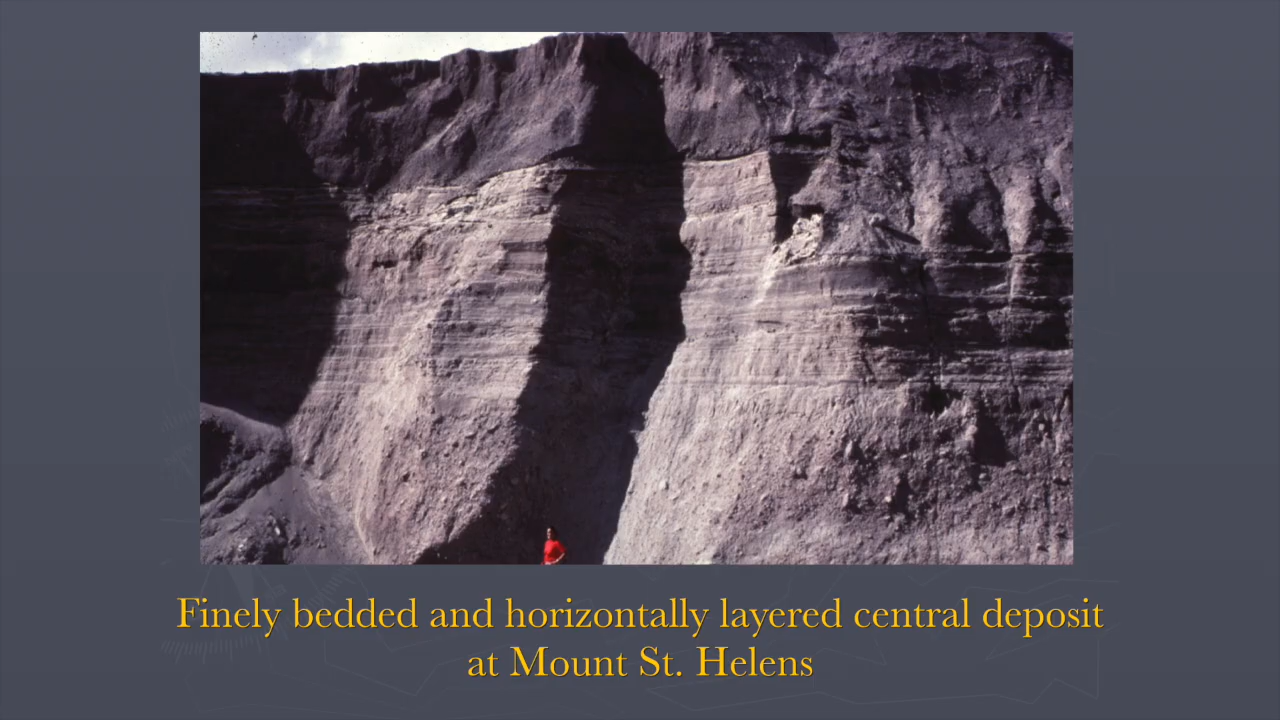 Finely bedded and horizontally layered central deposit
at Mount St. Helens